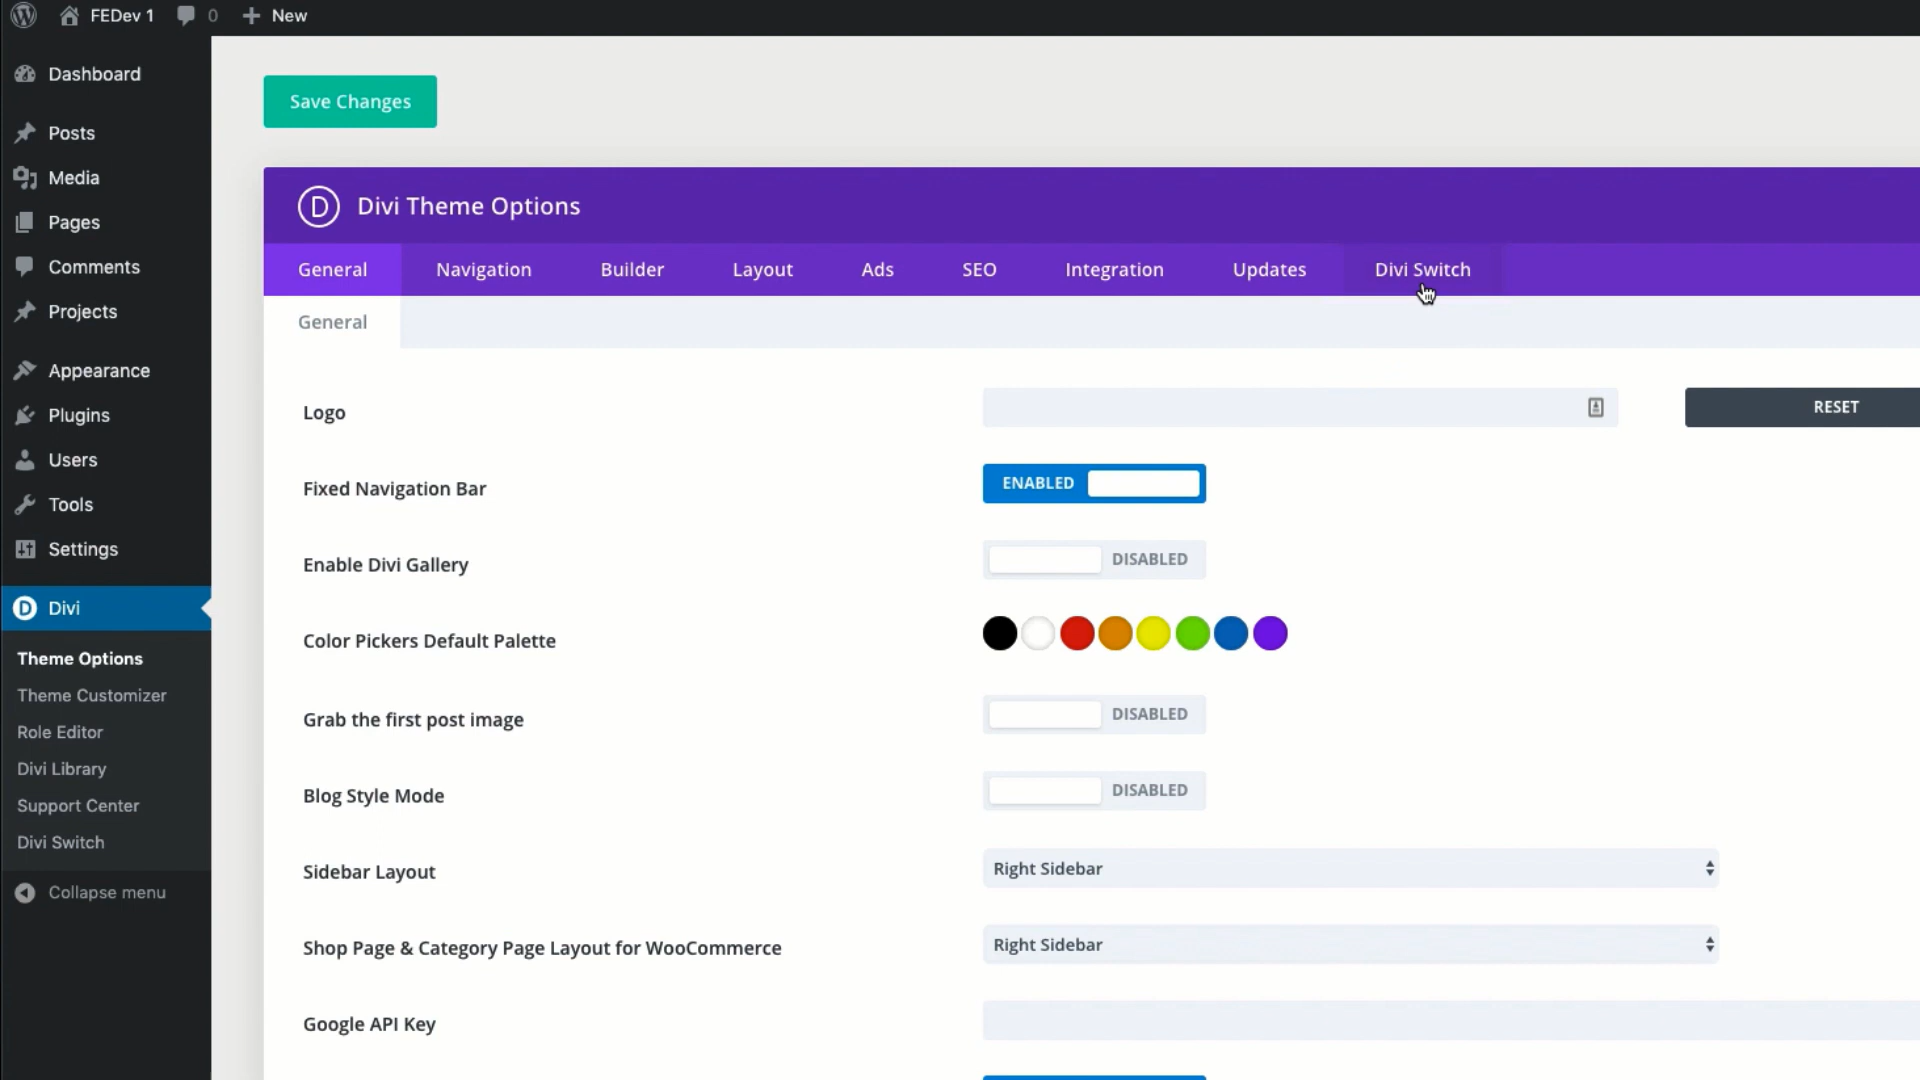 FEDev 1
0
New
Dashboard
Posts
Media
Pages
Comments
Projects
Appearance
Plugins
Users
Tools
Settings
D Divi
Theme Options
Theme Customizer
Role Editor
Divi Library
Support Center
Divi Switch
Collapse menu
Save Changes
D Divi Theme Options
General Navigation Builder Layout Ads SEO Integration Updates Divi Switch
General
Logo
RESET
Fixed Navigation Bar
ENABLED
Enable Divi Gallery
DISABLED
Color Pickers Default Palette
Grab the first post image
DISABLED
Blog Style Mode
DISABLED
Sidebar Layout
Right Sidebar
Shop Page & Category Page Layout for WooCommerce
Right Sidebar
Google API Key